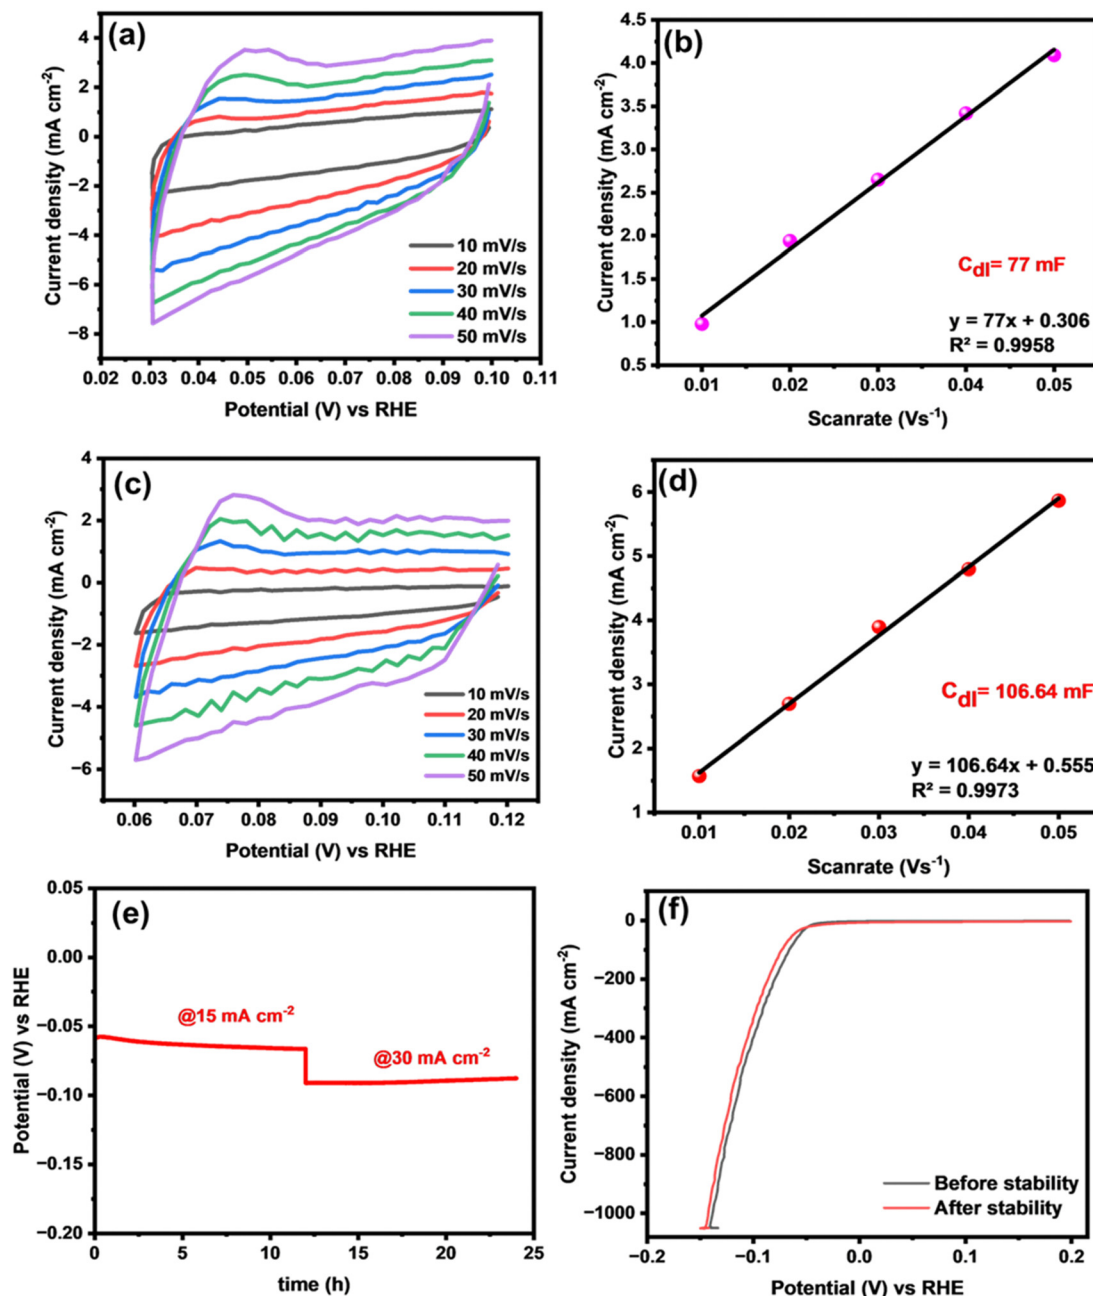 (a)
Current density (mA cm⁻²)
4
2
0
−2
−4
−6
−8
10 mV/s
20 mV/s
30 mV/s
40 mV/s
50 mV/s
0.02 0.03 0.04 0.05 0.06 0.07 0.08 0.09 0.10 0.11
Potential (V) vs RHE
(b)
Current density (mA cm⁻²)
4.5
4.0
3.5
3.0
2.5
2.0
1.5
1.0
0.5
Cdl= 77 mF
y = 77x + 0.306
R² = 0.9958
0.01 0.02 0.03 0.04 0.05
Scanrate (Vs⁻¹)
(c)
Current density (mA cm⁻²)
4
2
0
−2
−4
−6
10 mV/s
20 mV/s
30 mV/s
40 mV/s
50 mV/s
0.06 0.07 0.08 0.09 0.10 0.11 0.12
Potential (V) vs RHE
(d)
Current density (mA cm⁻²)
6
5
4
3
2
1
Cdl= 106.64 mF
y = 106.64x + 0.555
R² = 0.9973
0.01 0.02 0.03 0.04 0.05
Scanrate (Vs⁻¹)
(e)
Potential (V) vs RHE
0.05
0.00
−0.05
−0.10
−0.15
−0.20
@15 mA cm⁻²
@30 mA cm⁻²
0 5 10 15 20 25
time (h)
(f)
Current density (mA cm⁻²)
0
−200
−400
−600
−800
−1000
Before stability
After stability
−0.2 −0.1 0.0 0.1 0.2
Potential (V) vs RHE